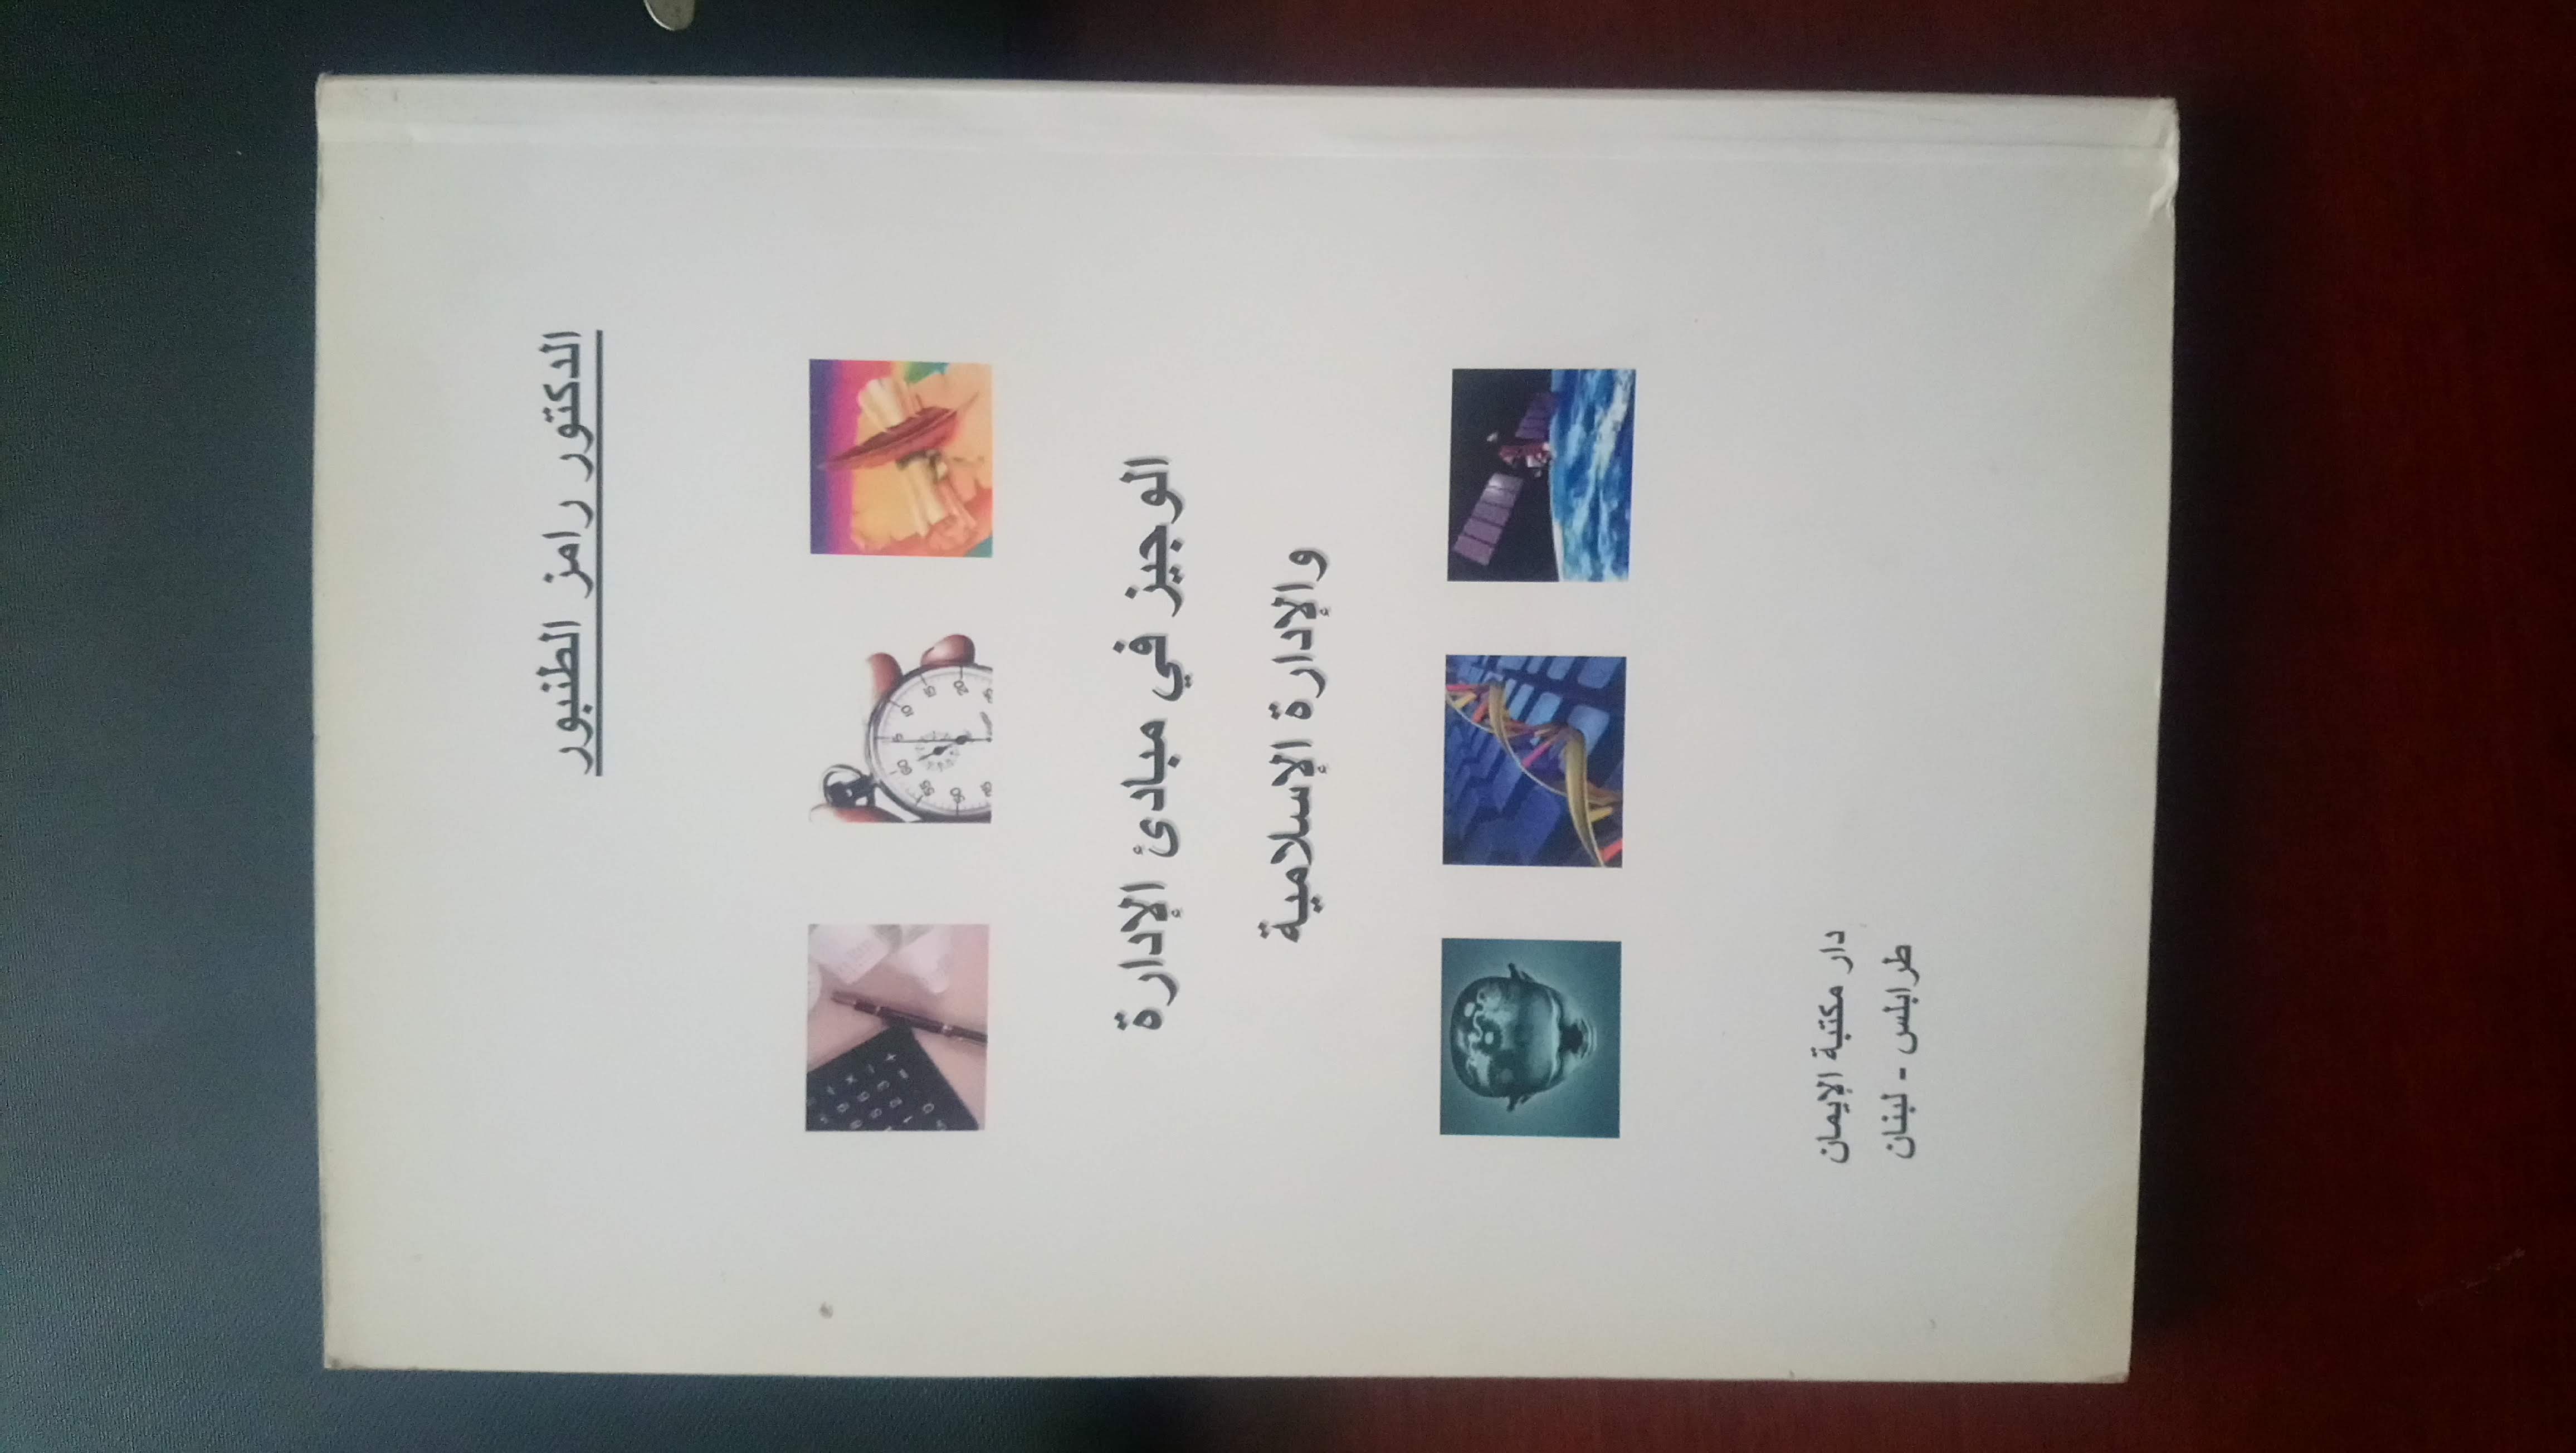 الدكتور رامز الطنبور
الوجيز في مبادئ الإدارة
والإدارة الإسلامية
دار مكتبة الإيمان
طرابلس - لبنان